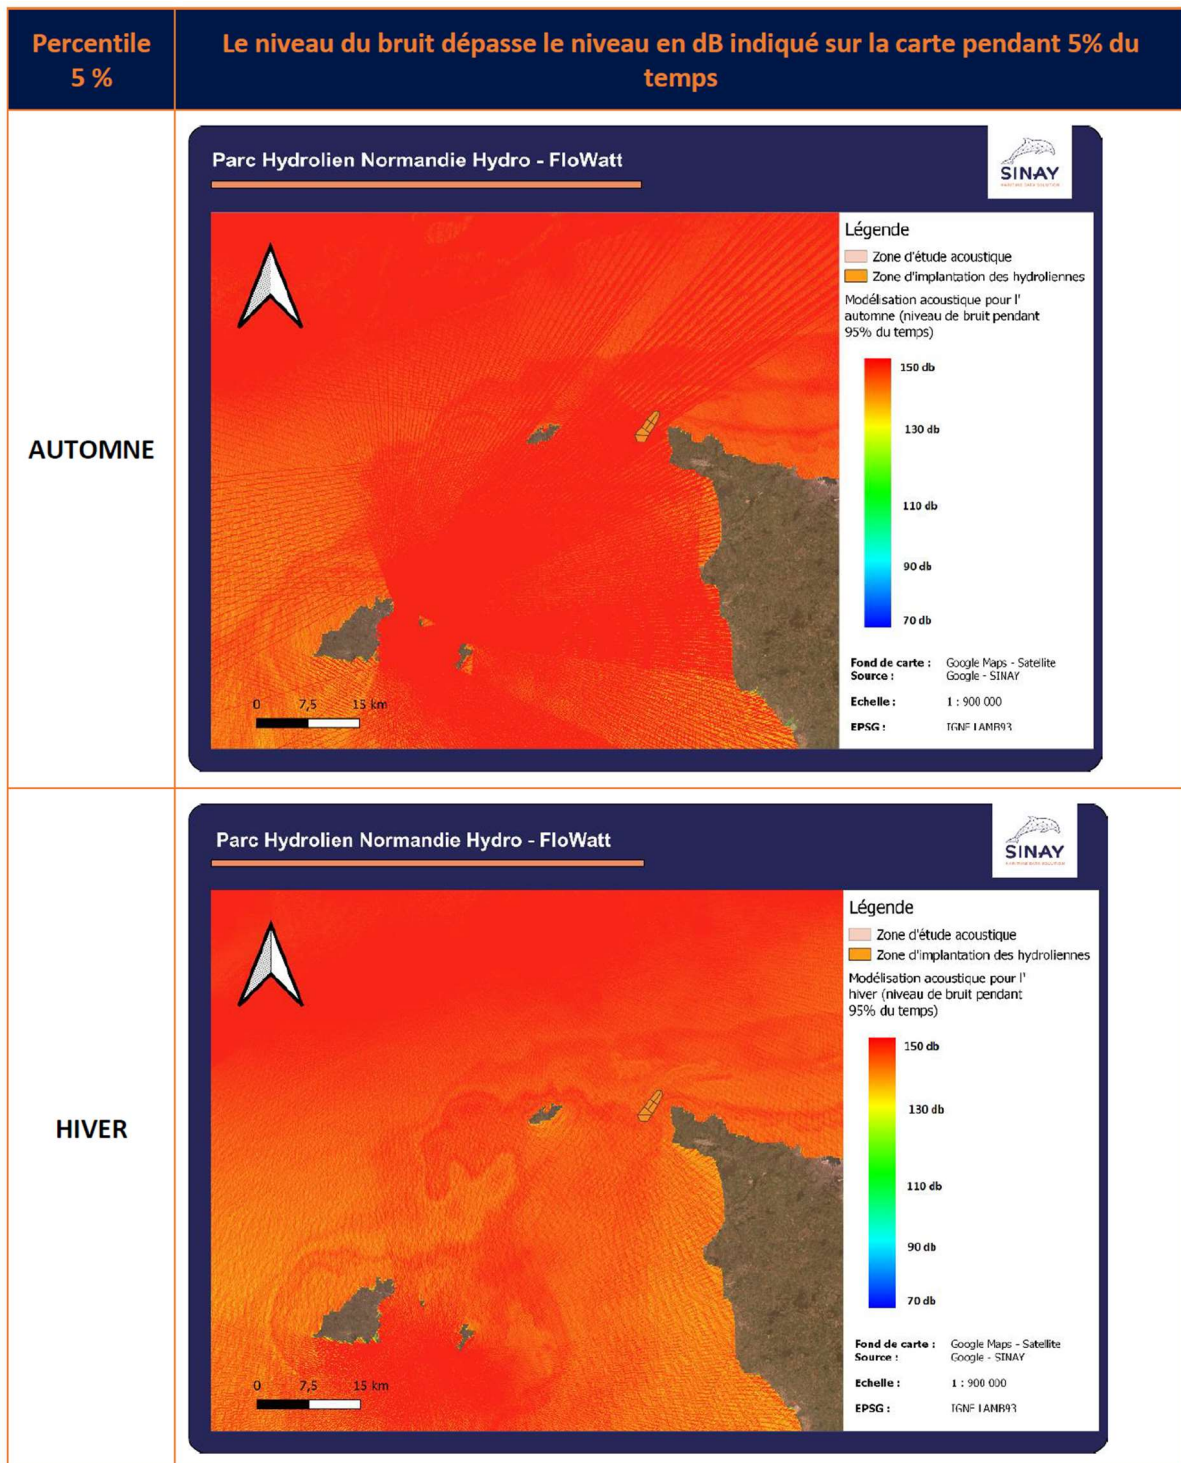 Percentile
5 %
Le niveau du bruit dépasse le niveau en dB indiqué sur la carte pendant 5% du
temps
AUTOMNE
Parc Hydrolien Normandie Hydro - FloWatt
SINAY
Légende
Zone d'étude acoustique
Zone d'implantation des hydroliennes
Modélisation acoustique pour l'
automne (niveau de bruit pendant
95% du temps)
150 db
130 db
110 db
90 db
70 db
Fond de carte : Google Maps - Satellite
Source : Google - SINAY
Echelle : 1 : 900 000
EPSG : IGNF LAMB93
0 7,5 15 km
HIVER
Parc Hydrolien Normandie Hydro - FloWatt
SINAY
Légende
Zone d'étude acoustique
Zone d'implantation des hydroliennes
Modélisation acoustique pour l'
hiver (niveau de bruit pendant
95% du temps)
150 db
130 db
110 db
90 db
70 db
Fond de carte : Google Maps - Satellite
Source : Google - SINAY
Echelle : 1 : 900 000
EPSG : IGNF LAMB93
0 7,5 15 km